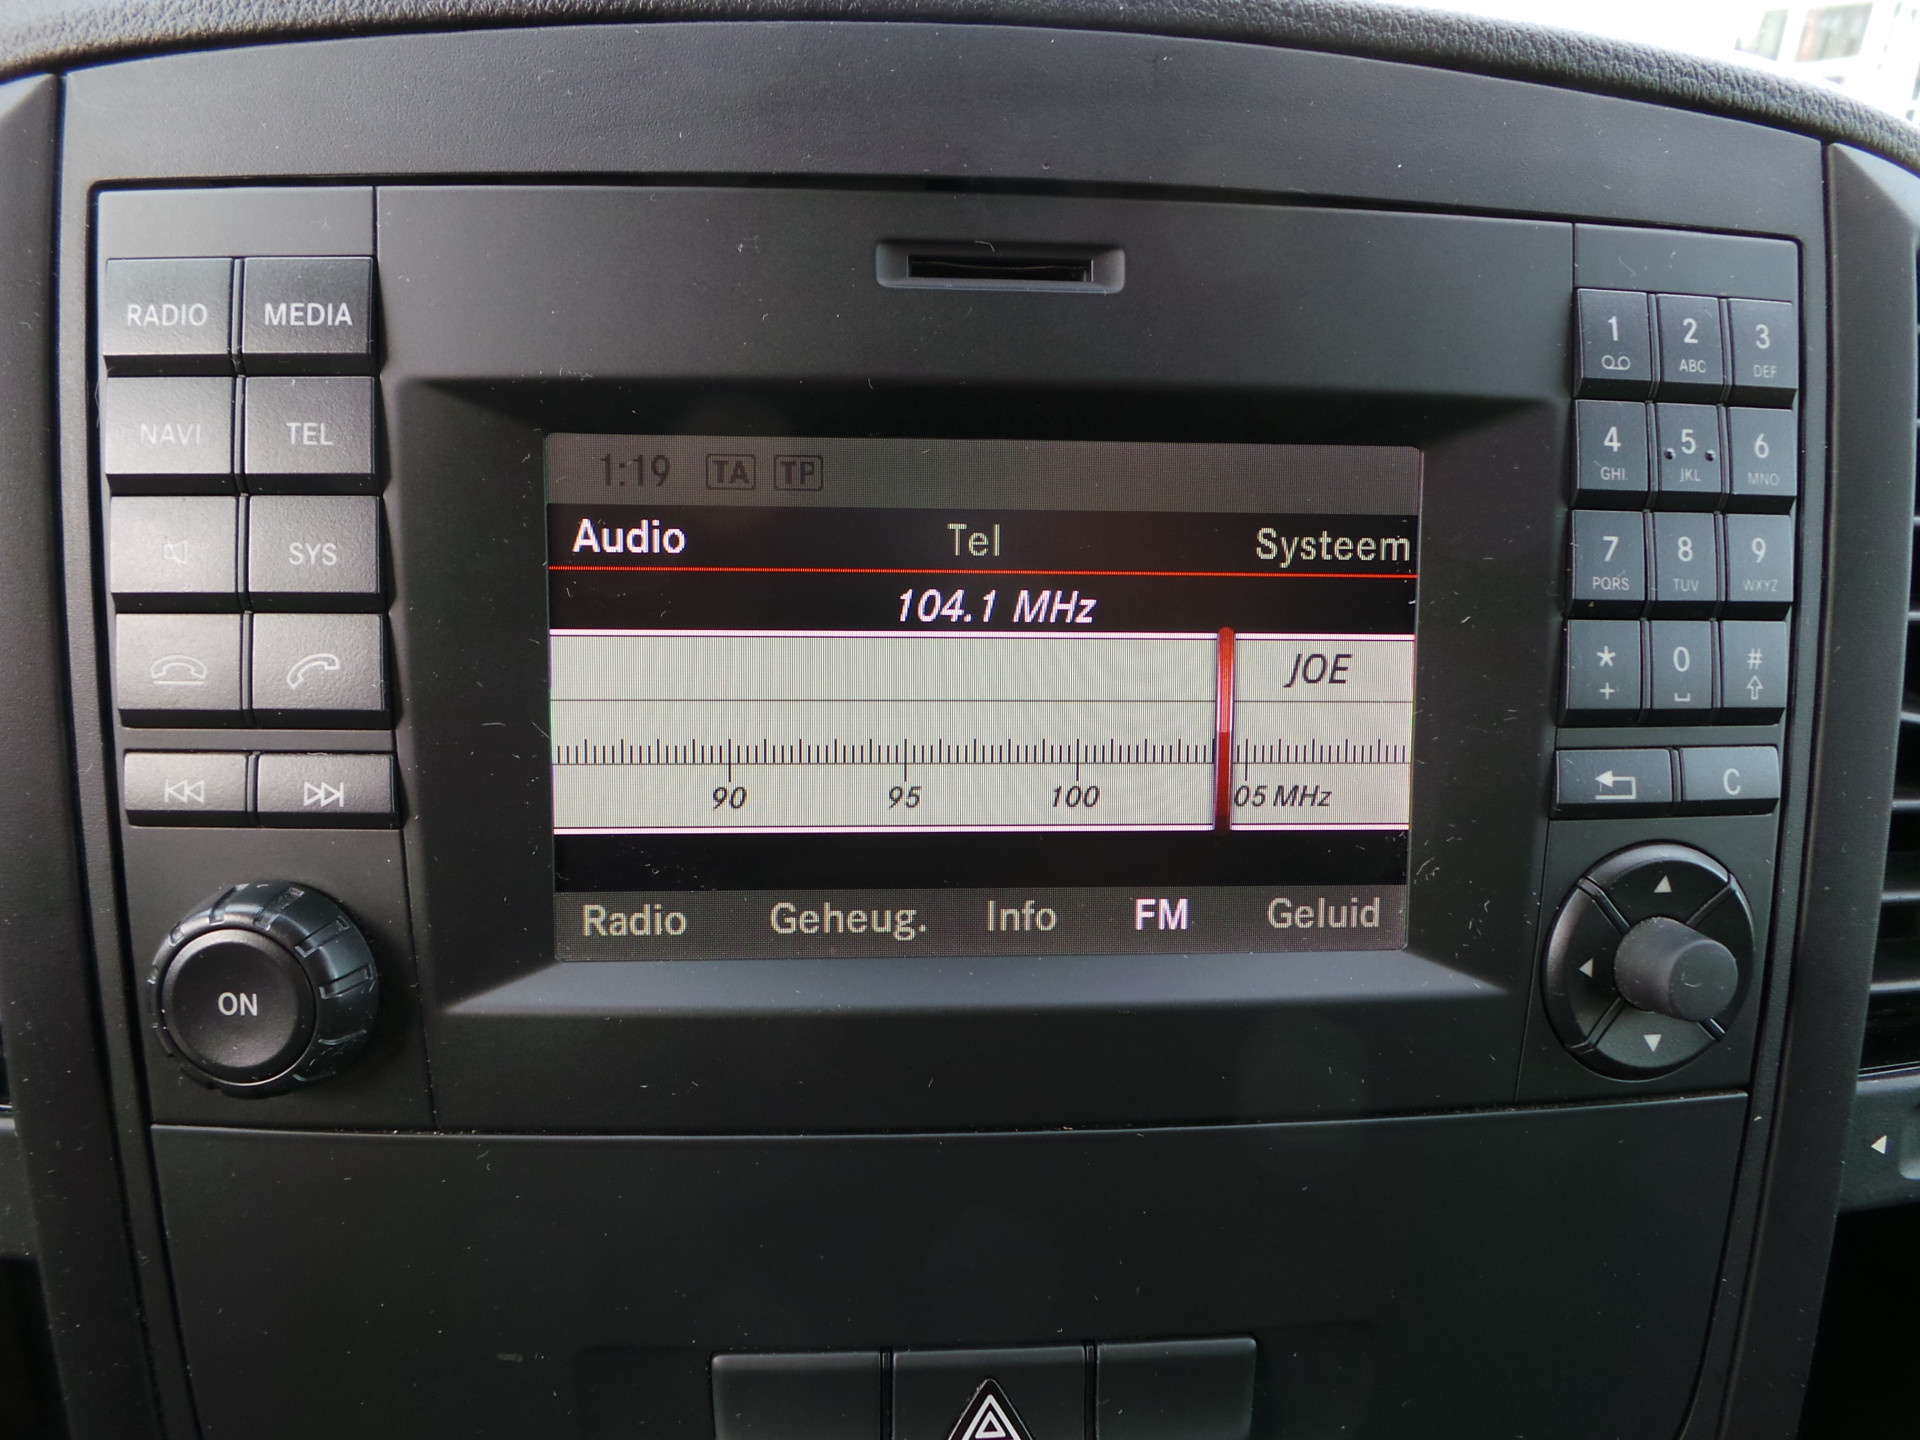 RADIO MEDIA
NAVI TEL
SYS
ON
1:19 TA TP
Audio Tel Systeem
104.1 MHz
JOE
90 95 100 05 MHz
Radio Geheug. Info FM Geluid
1 2 ABC 3 DEF
4 GHI 5 JKL 6 MNO
7 PQRS 8 TUV 9 WXYZ
* + 0 #
C